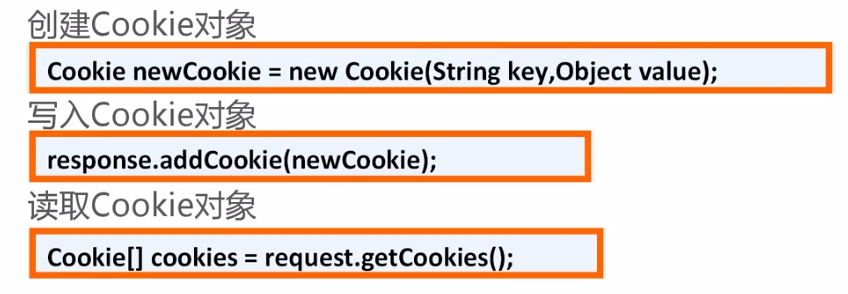 创建Cookie对象
Cookie newCookie = new Cookie(String key,Object value);
写入Cookie对象
response.addCookie(newCookie);
读取Cookie对象
Cookie[] cookies = request.getCookies();